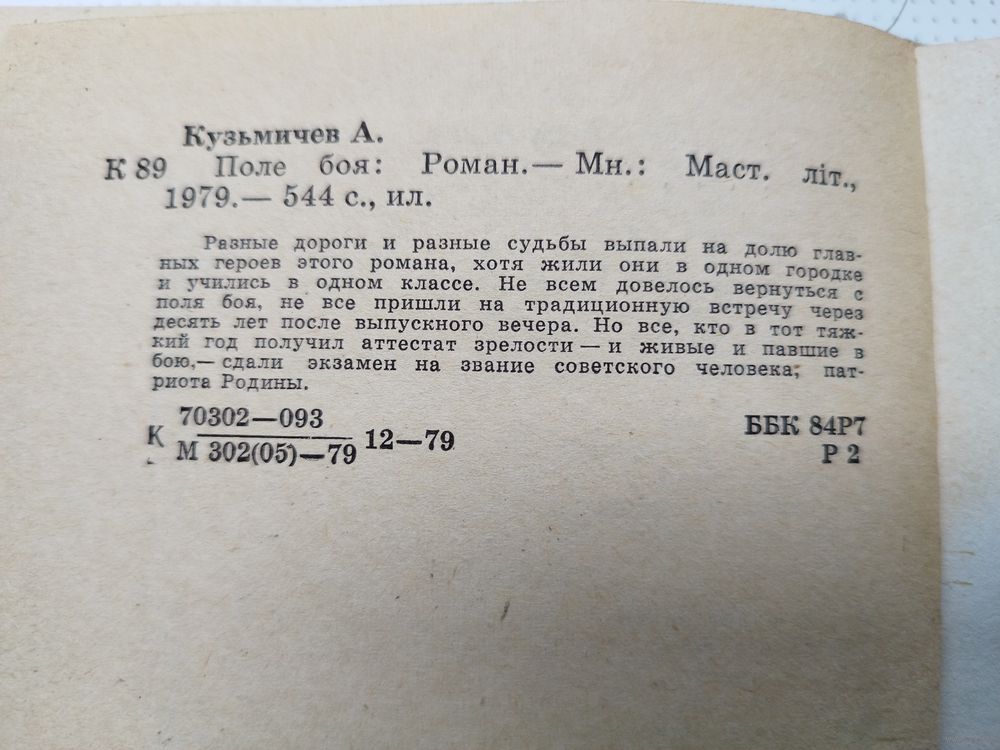 Кузьмичев А.
К 89 Поле боя: Роман.— Мн.: Маст. літ.,
1979.— 544 с., ил.
Разные дороги и разные судьбы выпали на долю глав-
ных героев этого романа, хотя жили они в одном городке
и учились в одном классе. Не всем довелось вернуться с
поля боя, не все пришли на традиционную встречу через
десять лет после выпускного вечера. Но все, кто в тот тяж-
кий год получил аттестат зрелости — и живые и павшие в
бою,— сдали экзамен на звание советского человека, пат-
риота Родины.
К 70302—093
М 302(05)—79 12—79
ББК 84Р7
Р 2